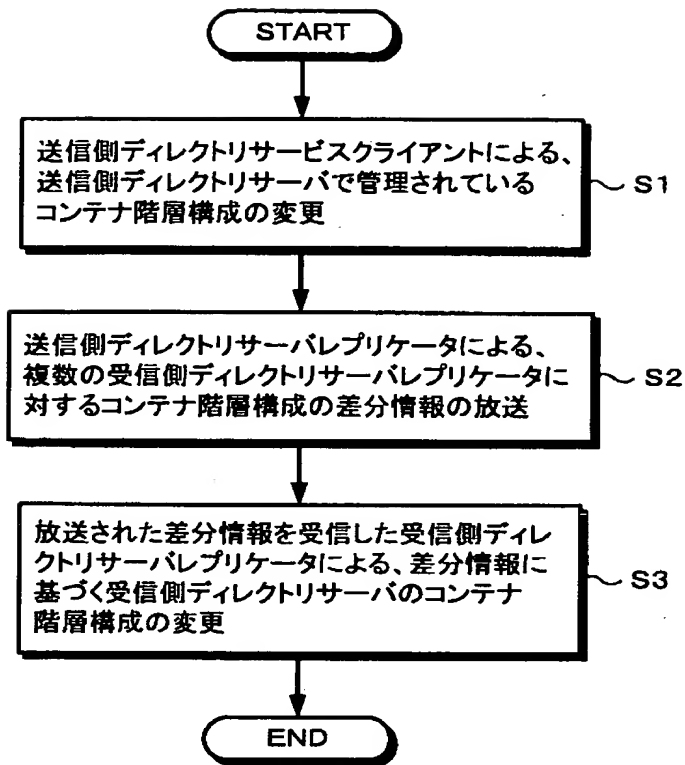 START
送信側ディレクトリサービスクライアントによる、
送信側ディレクトリサーバで管理されている
コンテナ階層構成の変更
S1
送信側ディレクトリサーバレプリケータによる、
複数の受信側ディレクトリサーバレプリケータに
対するコンテナ階層構成の差分情報の放送
S2
放送された差分情報を受信した受信側ディレ
クトリサーバレプリケータによる、差分情報に
基づく受信側ディレクトリサーバのコンテナ
階層構成の変更
S3
END